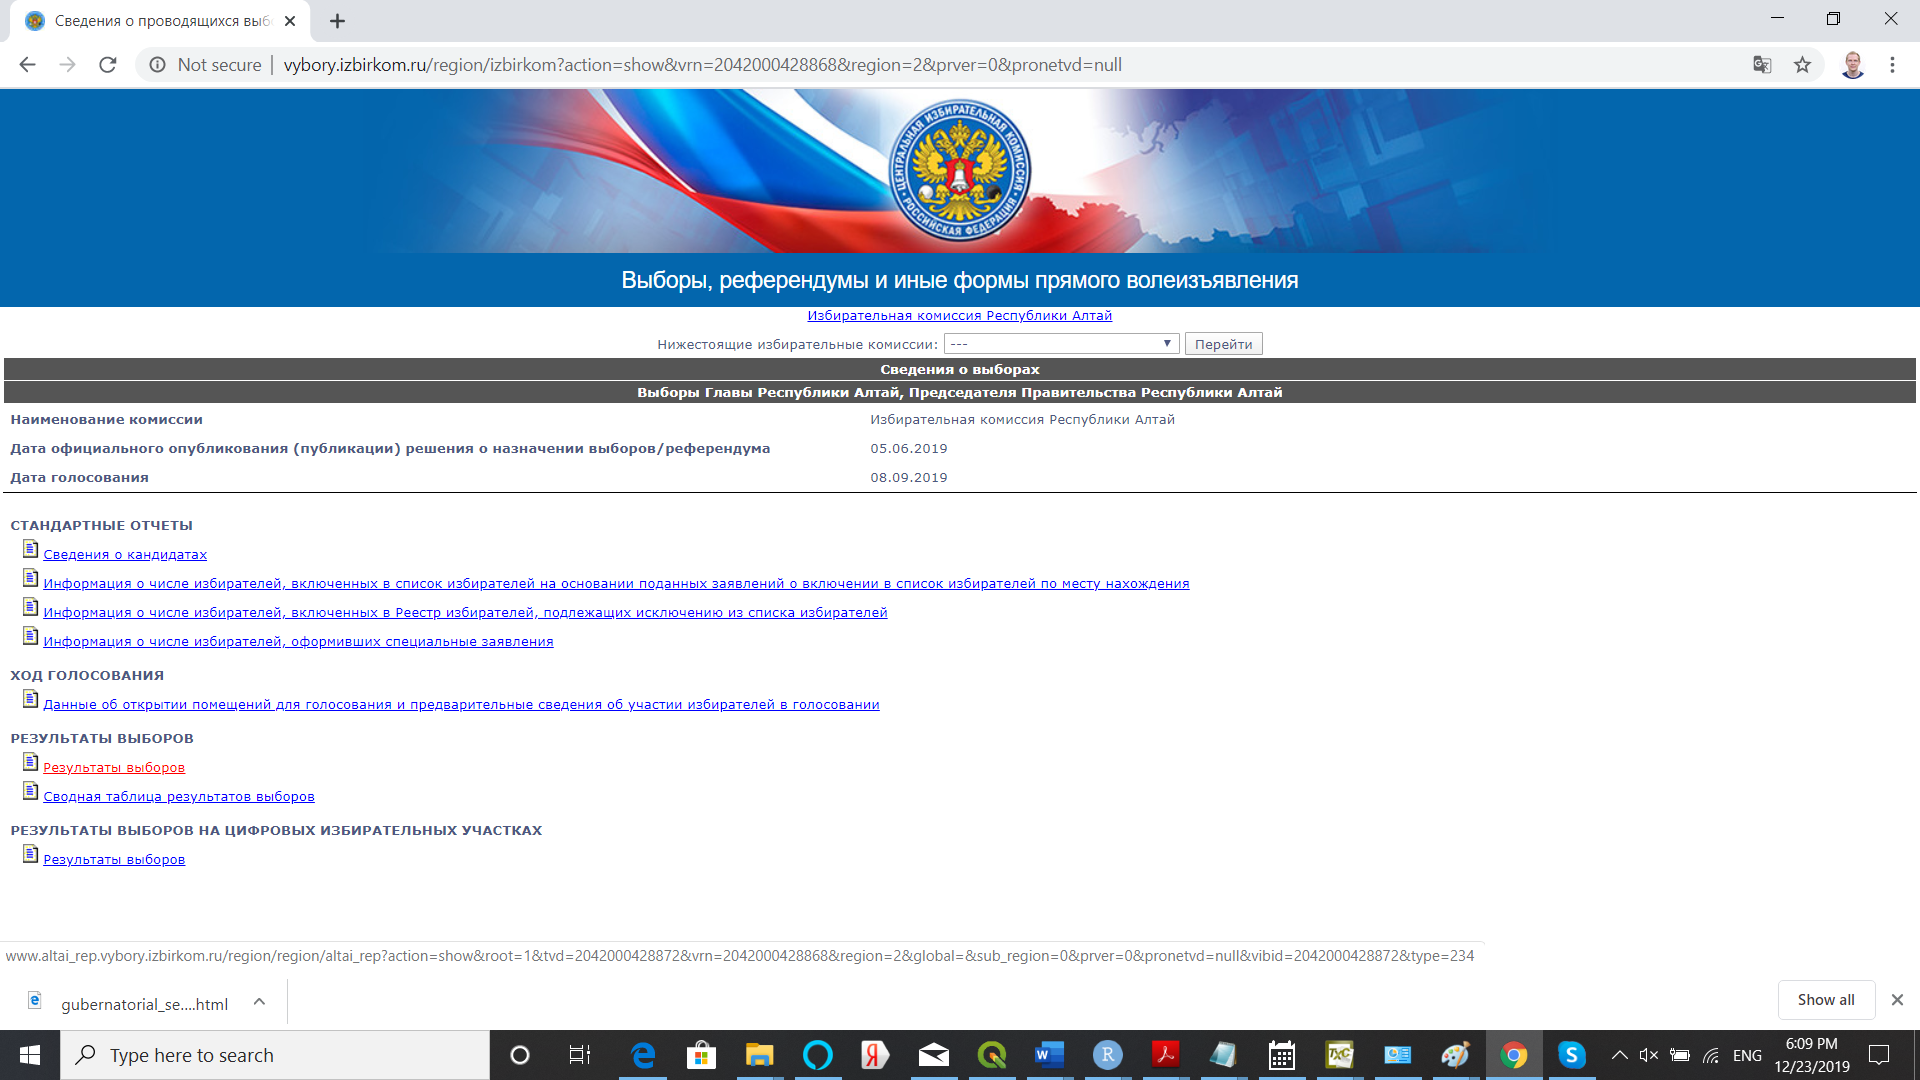 Сведения о проводящихся выб
Not secure | vybory.izbirkom.ru/region/izbirkom?action=show&vrn=2042000428868&region=2&prver=0&pronetvd=null
ЦЕНТРАЛЬНАЯ ИЗБИРАТЕЛЬНАЯ КОМИССИЯ
РОССИЙСКАЯ ФЕДЕРАЦИЯ
Выборы, референдумы и иные формы прямого волеизъявления
Избирательная комиссия Республики Алтай
Нижестоящие избирательные комиссии: --- Перейти
Сведения о выборах
Выборы Главы Республики Алтай, Председателя Правительства Республики Алтай
Наименование комиссии Избирательная комиссия Республики Алтай
Дата официального опубликования (публикации) решения о назначении выборов/референдума 05.06.2019
Дата голосования 08.09.2019
СТАНДАРТНЫЕ ОТЧЕТЫ
Сведения о кандидатах
Информация о числе избирателей, включенных в список избирателей на основании поданных заявлений о включении в список избирателей по месту нахождения
Информация о числе избирателей, включенных в Реестр избирателей, подлежащих исключению из списка избирателей
Информация о числе избирателей, оформивших специальные заявления
ХОД ГОЛОСОВАНИЯ
Данные об открытии помещений для голосования и предварительные сведения об участии избирателей в голосовании
РЕЗУЛЬТАТЫ ВЫБОРОВ
Результаты выборов
Сводная таблица результатов выборов
РЕЗУЛЬТАТЫ ВЫБОРОВ НА ЦИФРОВЫХ ИЗБИРАТЕЛЬНЫХ УЧАСТКАХ
Результаты выборов
www.altai_rep.vybory.izbirkom.ru/region/region/altai_rep?action=show&root=1&tvd=2042000428872&vrn=2042000428868&region=2&global=&sub_region=0&prver=0&pronetvd=null&vibid=2042000428872&type=234
gubernatorial_se....html Show all
Type here to search
ENG
6:09 PM
12/23/2019